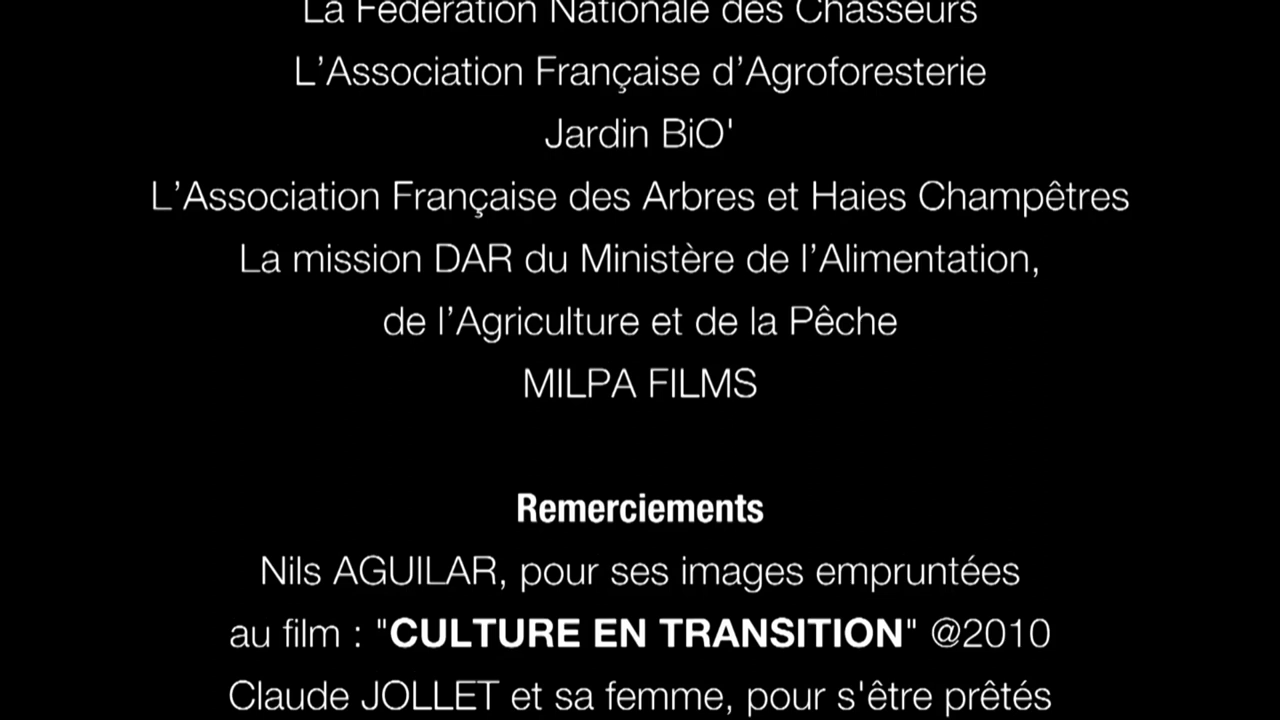 La Fédération Nationale des Chasseurs
L’Association Française d’Agroforesterie
Jardin BiO'
L’Association Française des Arbres et Haies Champêtres
La mission DAR du Ministère de l’Alimentation,
de l’Agriculture et de la Pêche
MILPA FILMS
Remerciements
Nils AGUILAR, pour ses images empruntées
au film : "CULTURE EN TRANSITION" @2010
Claude JOLLET et sa femme, pour s'être prêtés